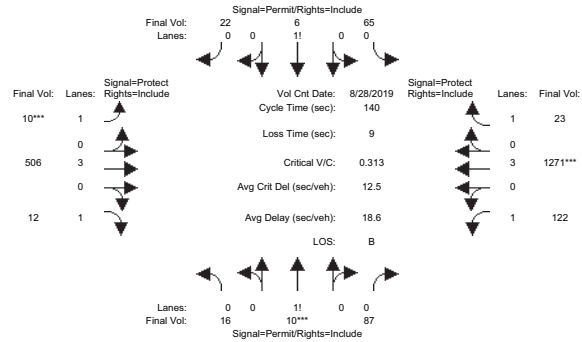 Signal=Permit/Rights=Include
Final Vol: 22 6 65
Lanes: 0 0 1! 0 0
Signal=Protect Signal=Protect
Final Vol: Lanes: Rights=Include Vol Cnt Date: 8/28/2019 Rights=Include Lanes: Final Vol:
Cycle Time (sec): 140
10*** 1 1 23
Loss Time (sec): 9
0 0
506 3 Critical V/C: 0.313 3 1271***
0 Avg Crit Del (sec/veh): 12.5 0
12 1 Avg Delay (sec/veh): 18.6 1 122
LOS: B
Lanes: 0 0 1! 0 0
Final Vol: 16 10*** 87
Signal=Permit/Rights=Include